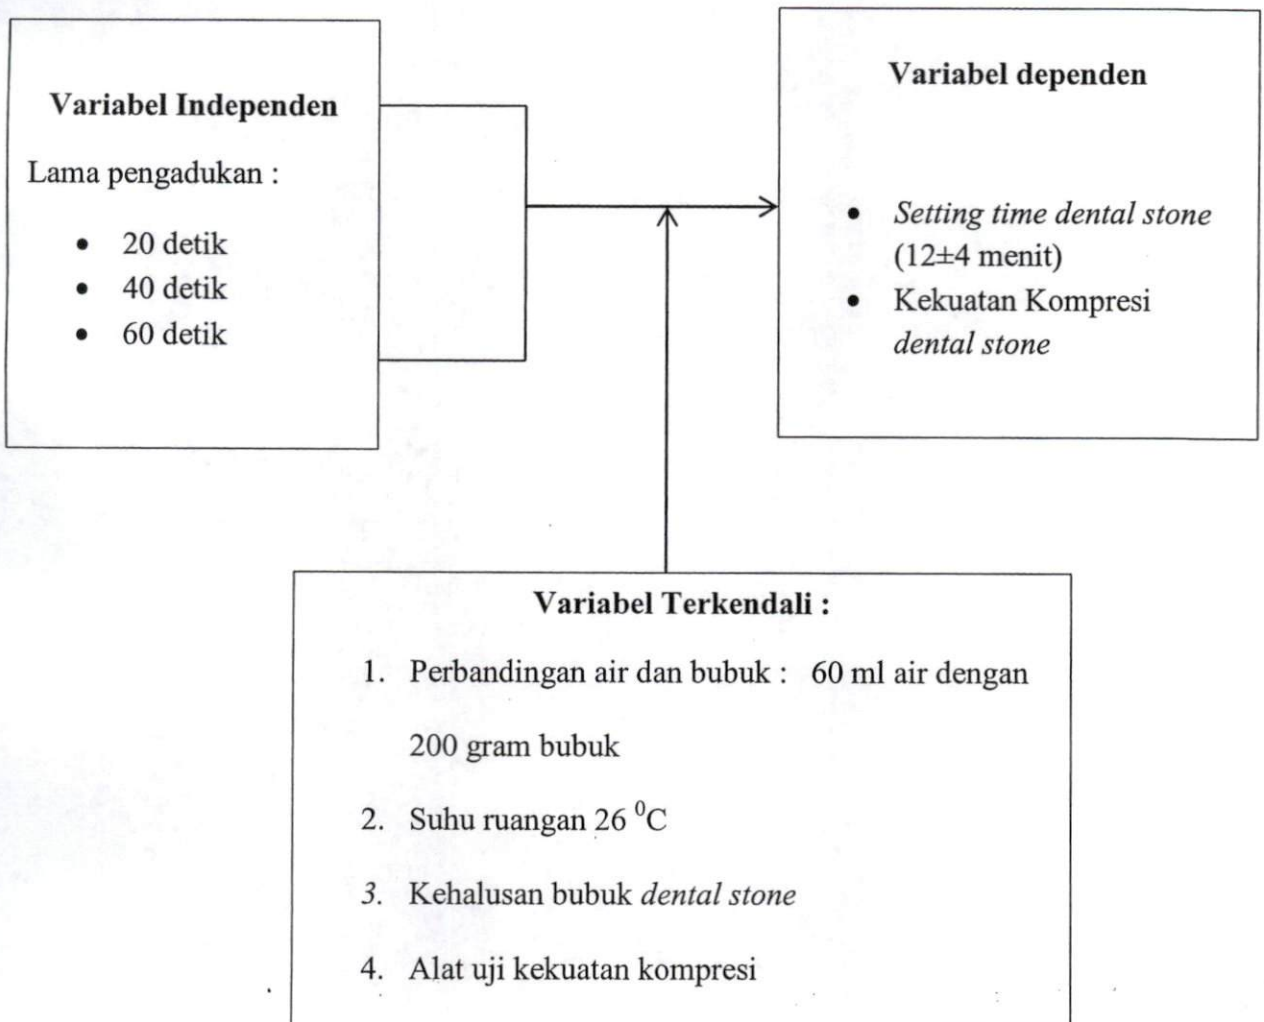 Variabel Independen
Lama pengadukan :
• 20 detik
• 40 detik
• 60 detik
Variabel dependen
• Setting time dental stone
(12±4 menit)
• Kekuatan Kompresi
dental stone
Variabel Terkendali :
1. Perbandingan air dan bubuk : 60 ml air dengan
200 gram bubuk
2. Suhu ruangan 26 ⁰C
3. Kehalusan bubuk dental stone
4. Alat uji kekuatan kompresi